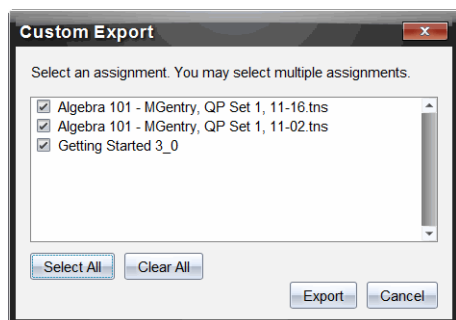 Custom Export
Select an assignment. You may select multiple assignments.
Algebra 101 - MGentry, QP Set 1, 11-16.tns
Algebra 101 - MGentry, QP Set 1, 11-02.tns
Getting Started 3_0
Select All Clear All
Export Cancel